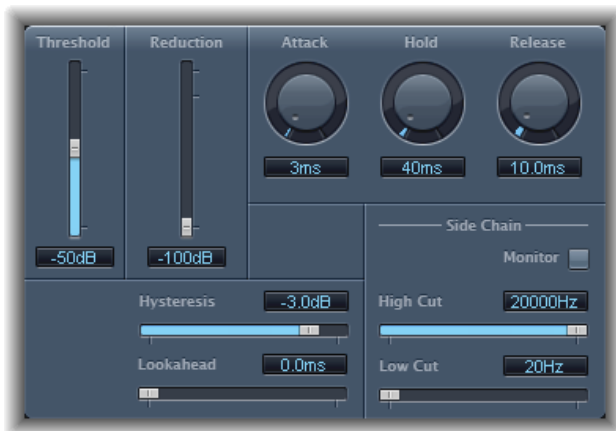 Threshold Reduction Attack Hold Release
3ms 40ms 10.0ms
Side Chain
-50dB -100dB Monitor
Hysteresis -3.0dB High Cut 20000Hz
Lookahead 0.0ms Low Cut 20Hz